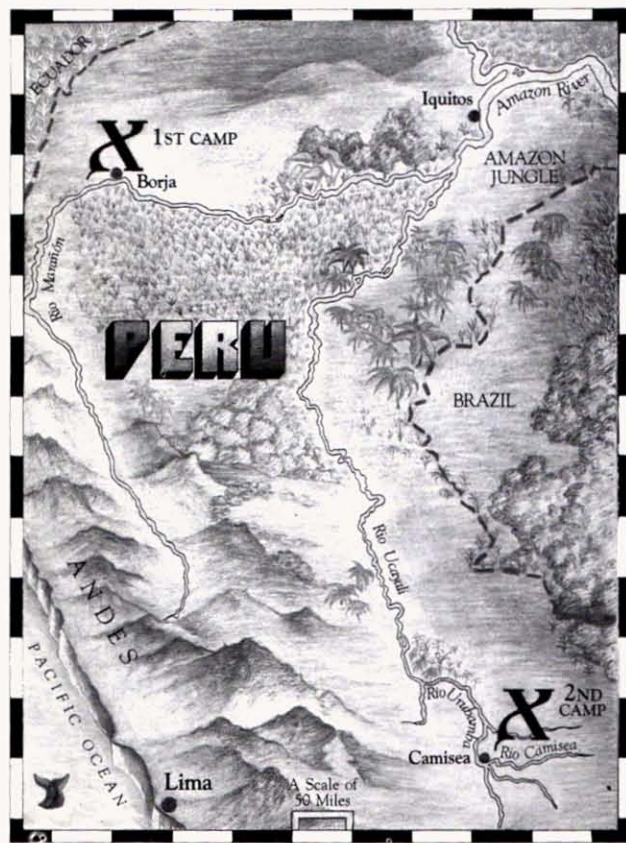 ECUADOR
Iquitos
Amazon River
1ST CAMP
Borja
AMAZON
JUNGLE
Rio Marañón
PERU
BRAZIL
Rio Ucayali
ANDES
PACIFIC OCEAN
2ND
CAMP
Rio Urubamba
Camisea
Rio Camisea
Lima
A Scale of
50 Miles